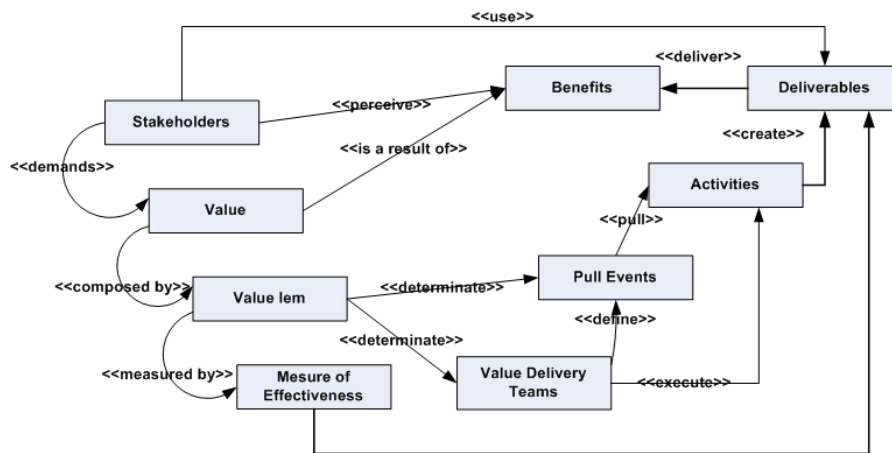 <<use>>
<<deliver>>
Benefits
Deliverables
<<perceive>>
Stakeholders
<<create>>
<<is a result of>>
<<demands>>
Activities
Value
<<pull>>
Pull Events
<<composed by>>
<<determinate>>
Value Iem
<<define>>
<<determinate>>
<<measured by>>
Mesure of
Effectiveness
Value Delivery
Teams
<<execute>>